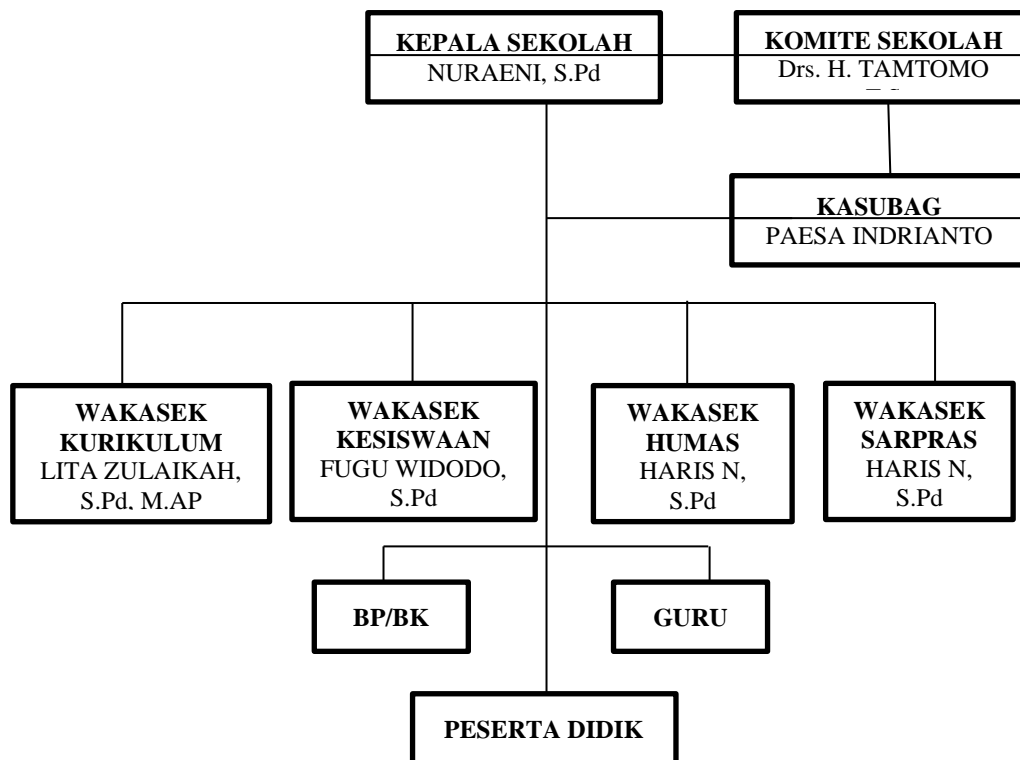 KEPALA SEKOLAH
NURAENI, S.Pd
KOMITE SEKOLAH
Drs. H. TAMTOMO
KASUBAG
PAESA INDRIANTO
WAKASEK
KURIKULUM
LITA ZULAIKAH,
S.Pd, M.AP
WAKASEK
KESISWAAN
FUGU WIDODO,
S.Pd
WAKASEK
HUMAS
HARIS N,
S.Pd
WAKASEK
SARPRAS
HARIS N,
S.Pd
BP/BK
GURU
PESERTA DIDIK